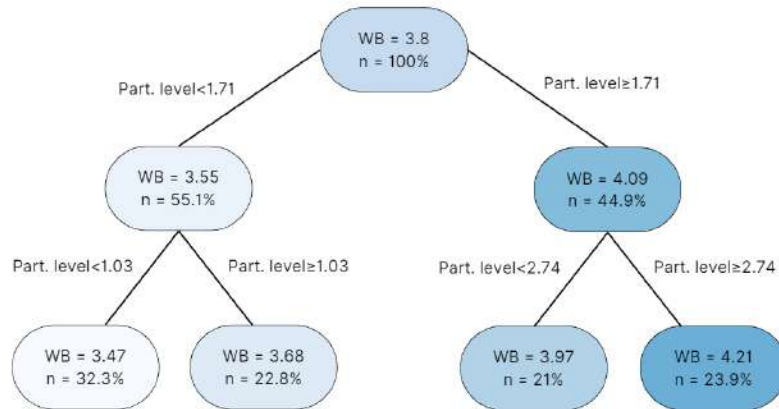 WB = 3.8
n = 100%
Part. level<1.71
Part. level≥1.71
WB = 3.55
n = 55.1%
WB = 4.09
n = 44.9%
Part. level<1.03
Part. level≥1.03
Part. level<2.74
Part. level≥2.74
WB = 3.47
n = 32.3%
WB = 3.68
n = 22.8%
WB = 3.97
n = 21%
WB = 4.21
n = 23.9%